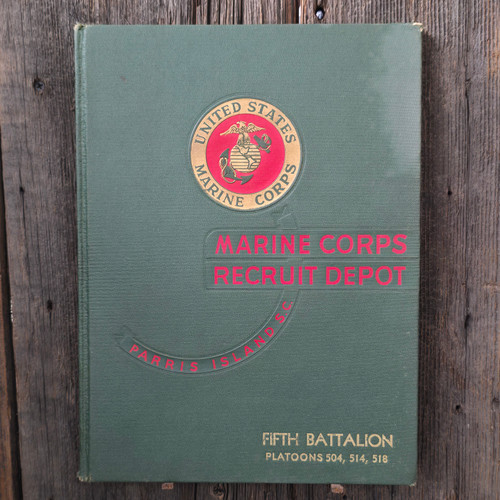 UNITED STATES
MARINE CORPS
MARINE CORPS
RECRUIT DEPOT
PARRIS ISLAND S.C.
FIFTH BATTALION
PLATOONS 504, 514, 518